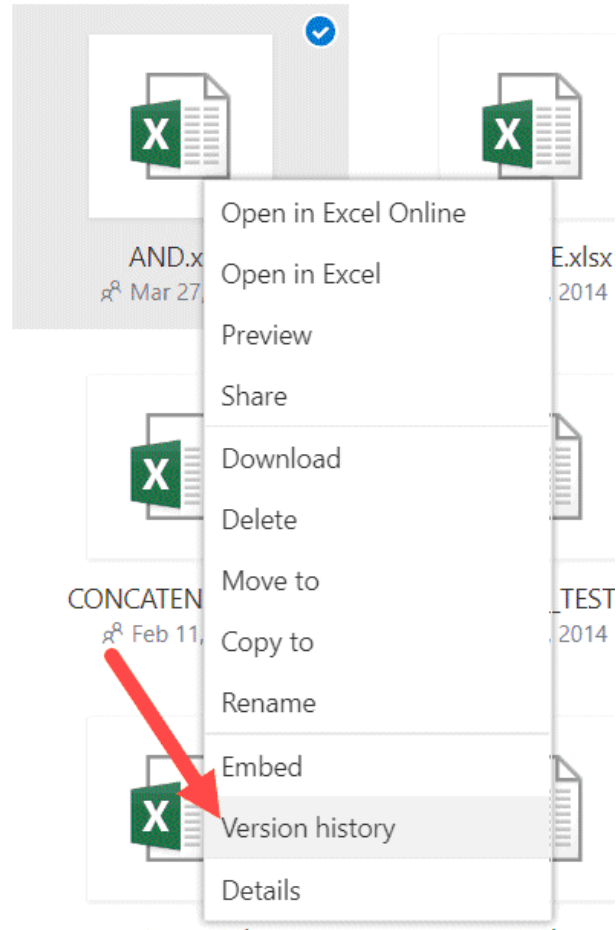 Open in Excel Online
AND.x
E.xlsx
Open in Excel
Mar 27,
, 2014
Preview
Share
Download
Delete
Move to
CONCATEN
_TEST
Feb 11,
, 2014
Copy to
Rename
Embed
Version history
Details